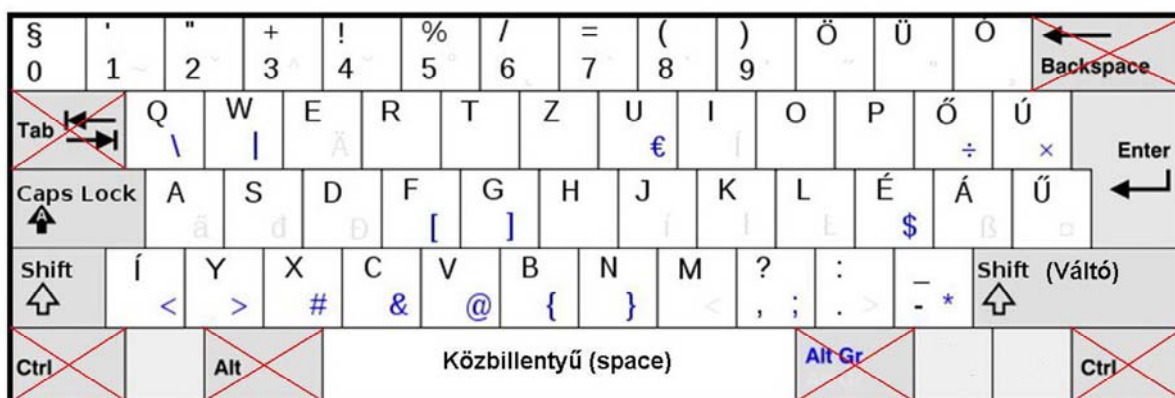 § ' " + ! % / = ( ) Ö Ü Ó
0 1 2 3 4 5 6 7 8 9 Backspace
Tab Q W E R T Z U I O P Ő Ú Enter
\ | Ä € Í ÷ ×
Caps Lock A S D F G H J K L É Á Ű
ä đ Đ [ ] í ł Ł $ ß ¤
Shift Í Y X C V B N M ? : _ Shift (Váltó)
< > # & @ { } < , ; . > - *
Ctrl Alt Közbillentyű (space) Alt Gr Ctrl